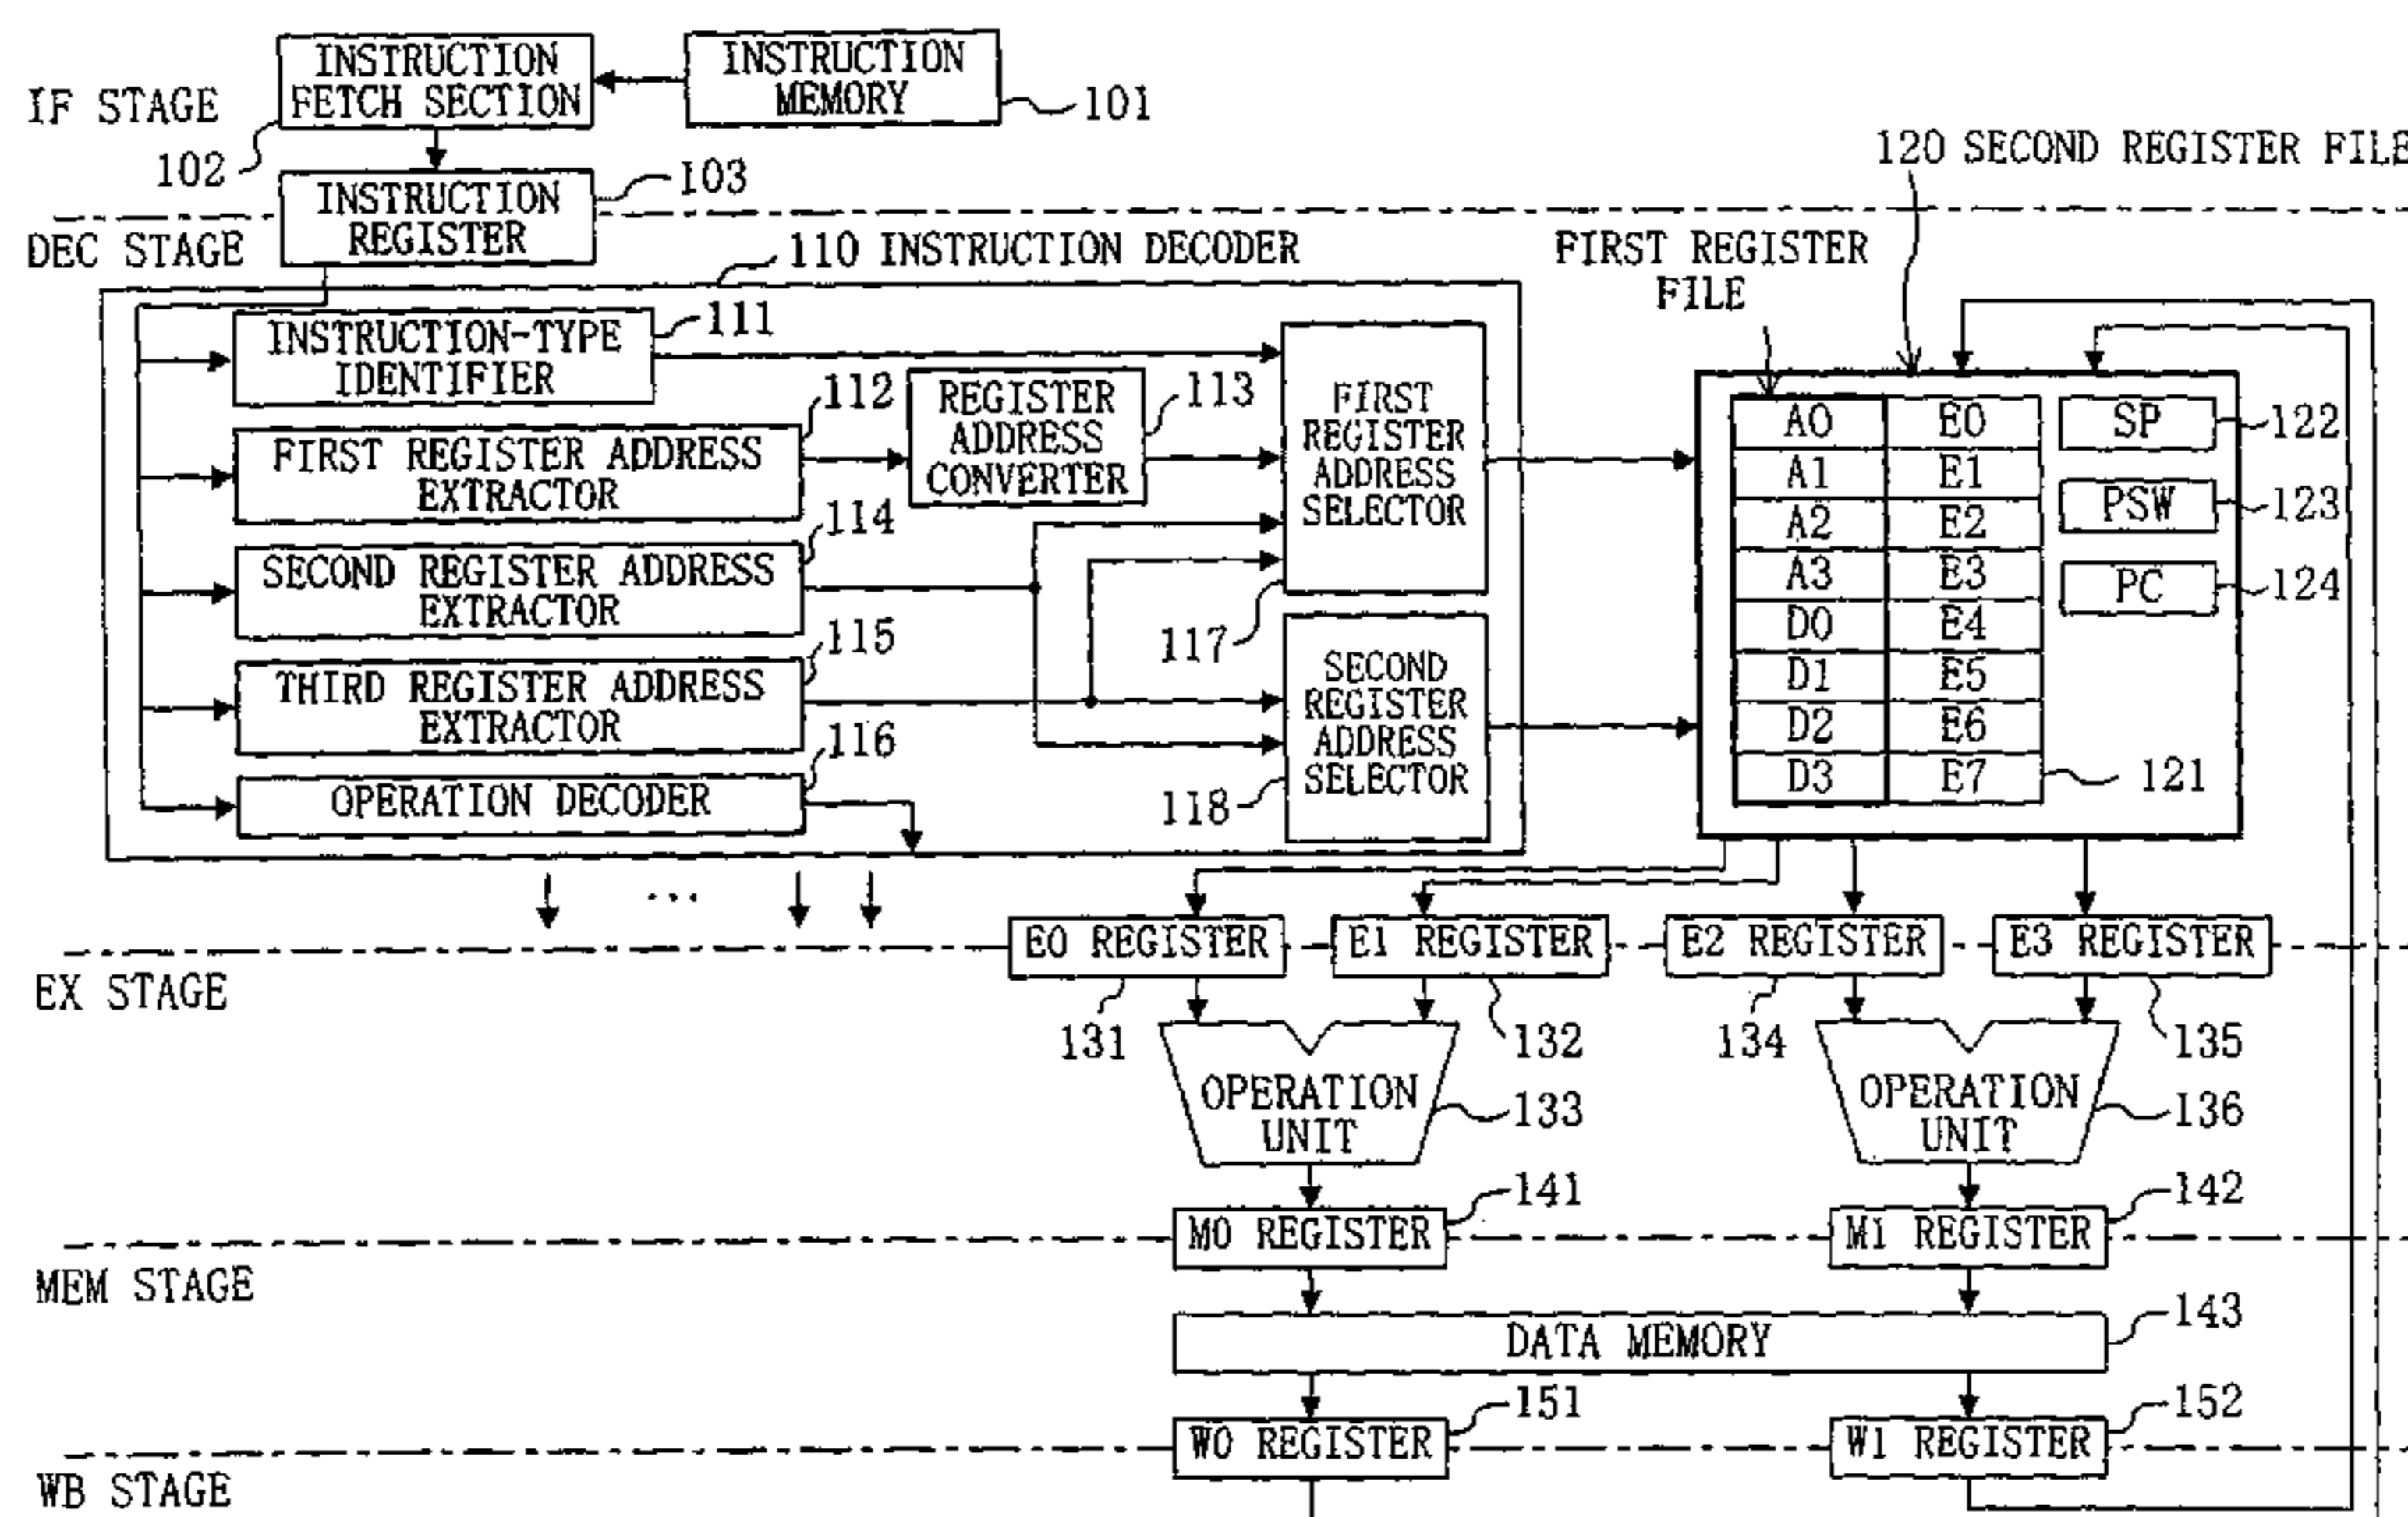 INSTRUCTION
FETCH SECTION
INSTRUCTION
MEMORY
IF STAGE
101
102
120 SECOND REGISTER FILE
103
INSTRUCTION
REGISTER
DEC STAGE
110 INSTRUCTION DECODER
FIRST REGISTER
FILE
111
INSTRUCTION-TYPE
IDENTIFIER
112
REGISTER
ADDRESS
CONVERTER
113
FIRST
REGISTER
ADDRESS
SELECTOR
FIRST REGISTER ADDRESS
EXTRACTOR
114
SECOND REGISTER ADDRESS
EXTRACTOR
115
117
THIRD REGISTER ADDRESS
EXTRACTOR
116
SECOND
REGISTER
ADDRESS
SELECTOR
118
OPERATION DECODER
A0 E0 SP 122
A1 E1
A2 E2 PSW 123
A3 E3 PC 124
D0 E4
D1 E5
D2 E6
D3 E7 121
...
E0 REGISTER E1 REGISTER E2 REGISTER E3 REGISTER
EX STAGE
131 132 134 135
OPERATION
UNIT
133
OPERATION
UNIT
136
141 142
M0 REGISTER M1 REGISTER
MEM STAGE
143
DATA MEMORY
151 152
W0 REGISTER W1 REGISTER
WB STAGE